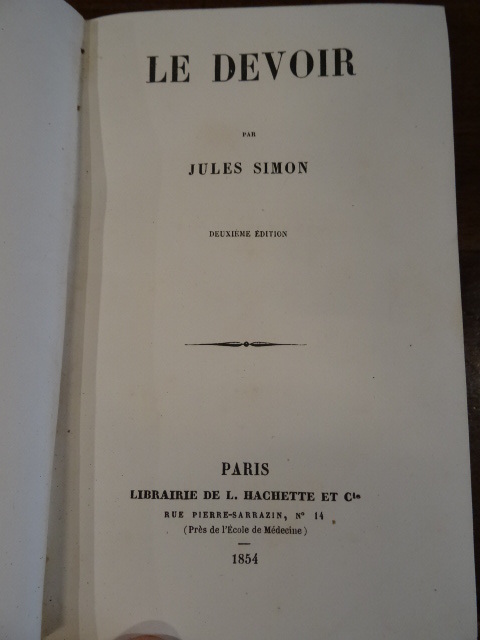 LE DEVOIR
PAR
JULES SIMON
DEUXIÈME ÉDITION
PARIS
LIBRAIRIE DE L. HACHETTE ET Cie
RUE PIERRE-SARRAZIN, N° 14
(Près de l'École de Médecine)
1854